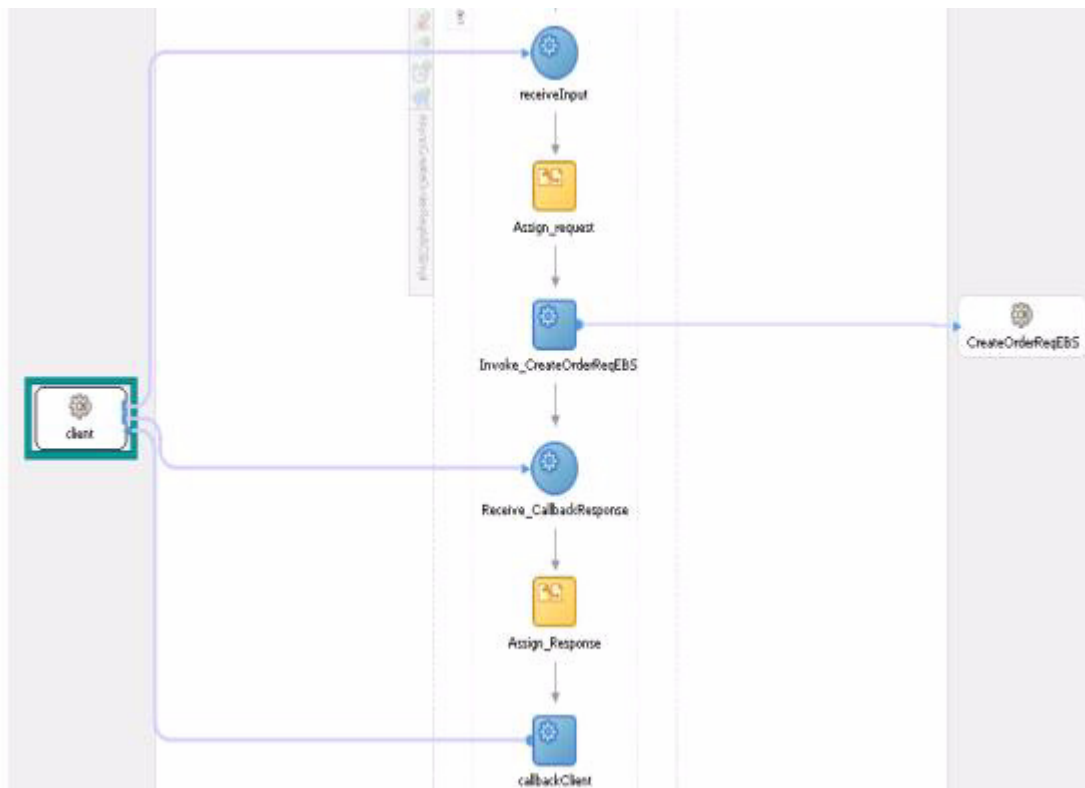 receiveInput
Assign_request
Invoke_CreateOrderReqEBS
CreateOrderReqEBS
client
Receive_CallbackResponse
Assign_Response
callbackClient